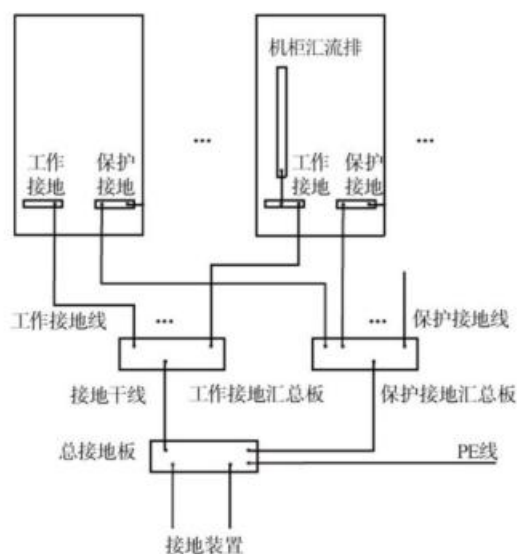 机柜汇流排
...
...
工作
接地
保护
接地
工作
接地
保护
接地
工作接地线
...
...
保护接地线
接地干线
工作接地汇总板
保护接地汇总板
总接地板
PE线
接地装置